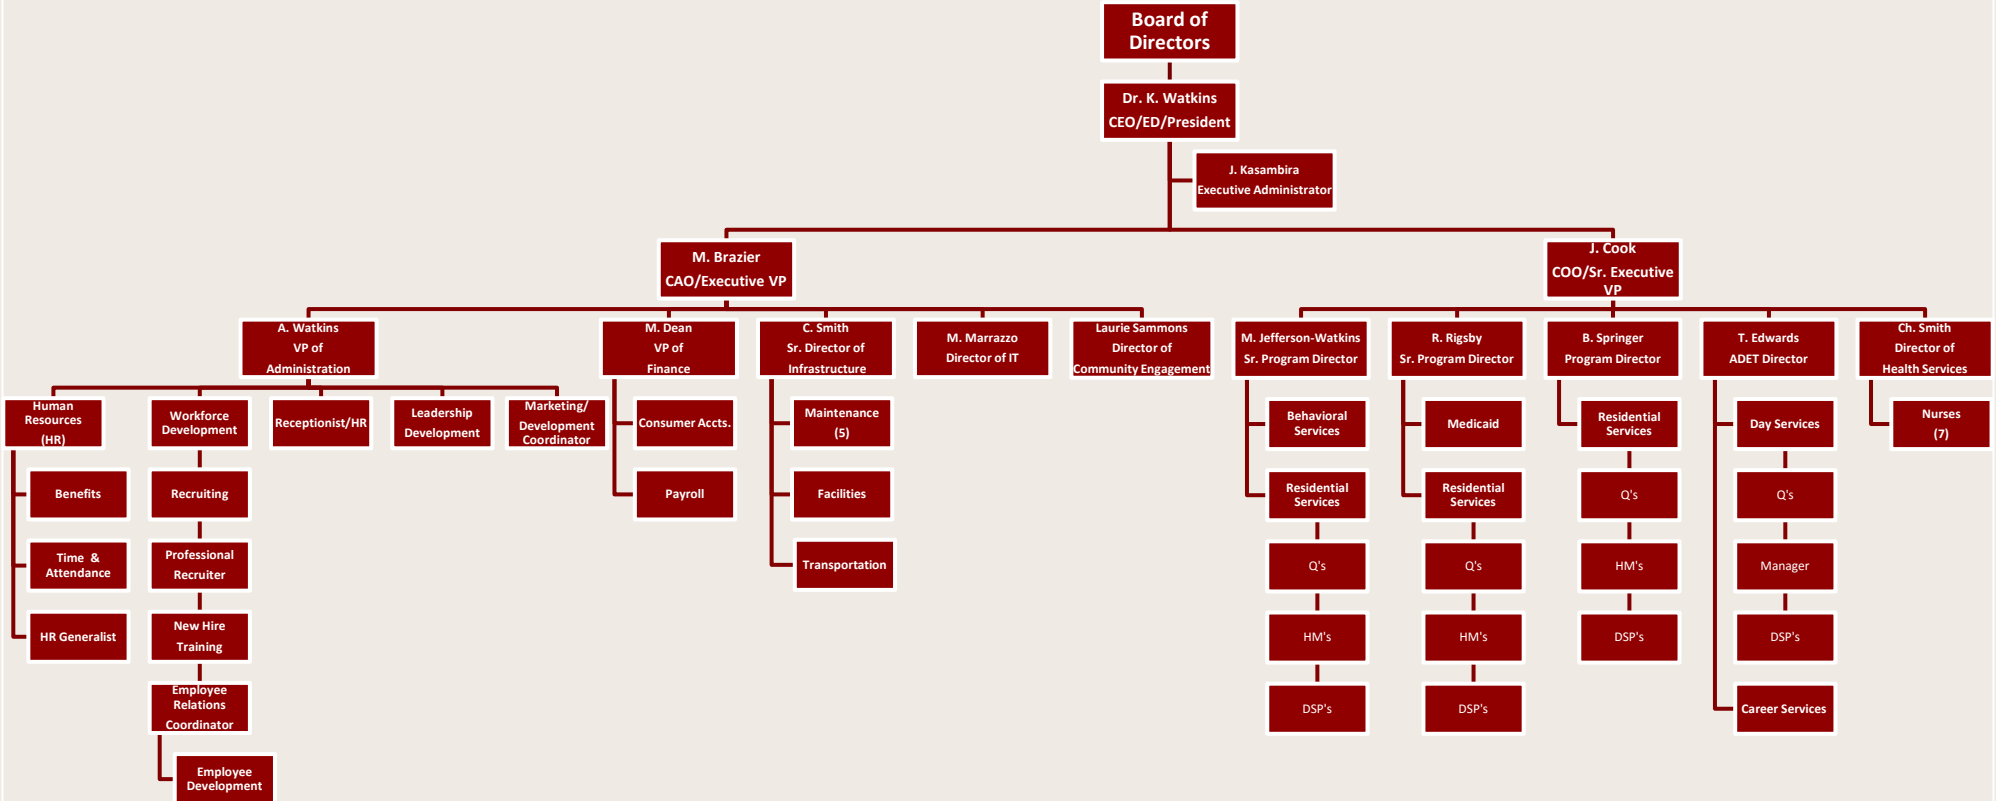 Board of
Directors
Dr. K. Watkins
CEO/ED/President
J. Kasambira
Executive Administrator
M. Brazier
CAO/Executive VP
J. Cook
COO/Sr. Executive
VP
A. Watkins
VP of
Administration
M. Dean
VP of
Finance
C. Smith
Sr. Director of
Infrastructure
M. Marrazzo
Director of IT
Laurie Sammons
Director of
Community Engagement
M. Jefferson-Watkins
Sr. Program Director
R. Rigsby
Sr. Program Director
B. Springer
Program Director
T. Edwards
ADET Director
Ch. Smith
Director of
Health Services
Human
Resources
(HR)
Workforce
Development
Receptionist/HR
Leadership
Development
Marketing/
Development
Coordinator
Consumer Accts.
Maintenance
(5)
Behavioral
Services
Medicaid
Residential
Services
Day Services
Nurses
(7)
Benefits
Recruiting
Payroll
Facilities
Residential
Services
Residential
Services
Q's
Q's
Time & 
Attendance
Professional
Recruiter
Transportation
Q's
Q's
HM's
Manager
HR Generalist
New Hire
Training
HM's
HM's
DSP's
DSP's
Employee
Relations
Coordinator
DSP's
DSP's
Career Services
Employee
Development